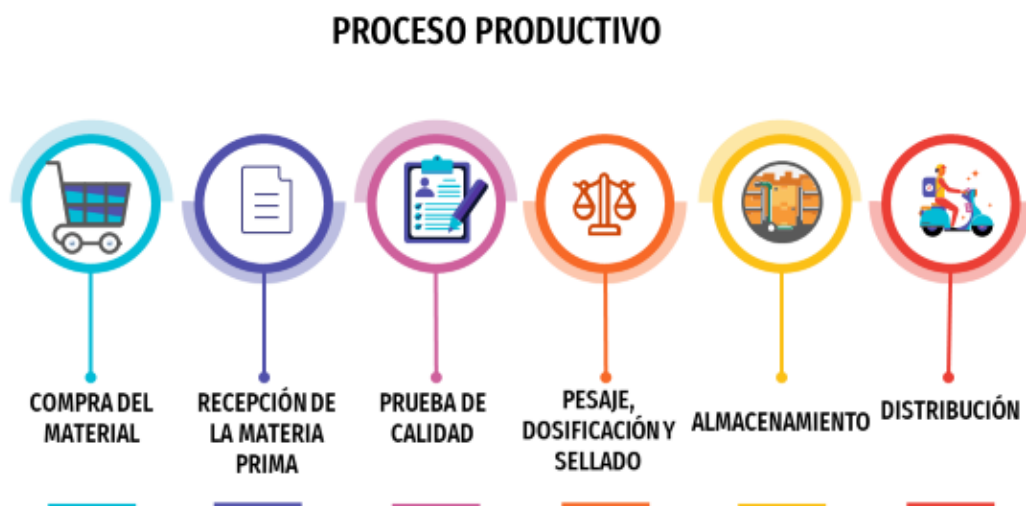 PROCESO PRODUCTIVO
COMPRA DEL
MATERIAL
RECEPCIÓN DE
LA MATERIA
PRIMA
PRUEBA DE
CALIDAD
PESAJE,
DOSIFICACIÓN Y
SELLADO
ALMACENAMIENTO
DISTRIBUCIÓN